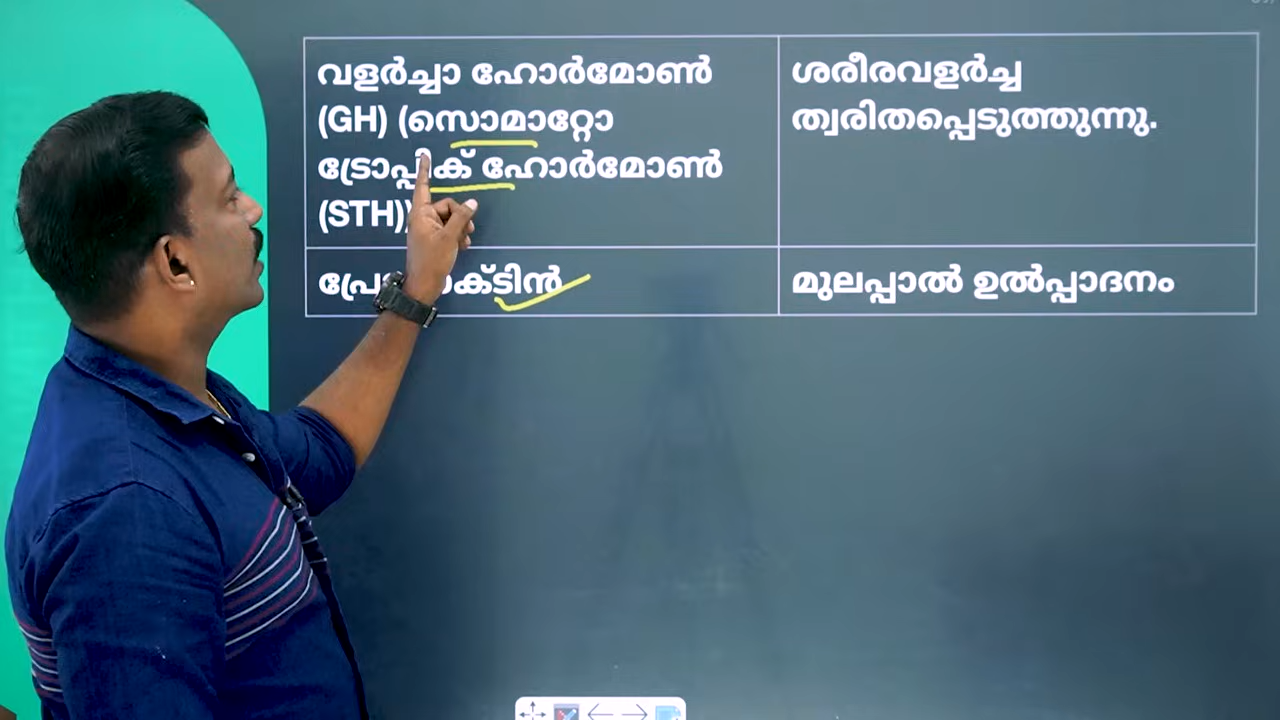 വളർച്ചാ ഹോർമോൺ
(GH) (സൊമാറ്റോ
ട്രോപ്പിക് ഹോർമോൺ
(STH))
ശരീരവളർച്ച
ത്വരിതപ്പെടുത്തുന്നു.
മുലപ്പാൽ ഉൽപ്പാദനം